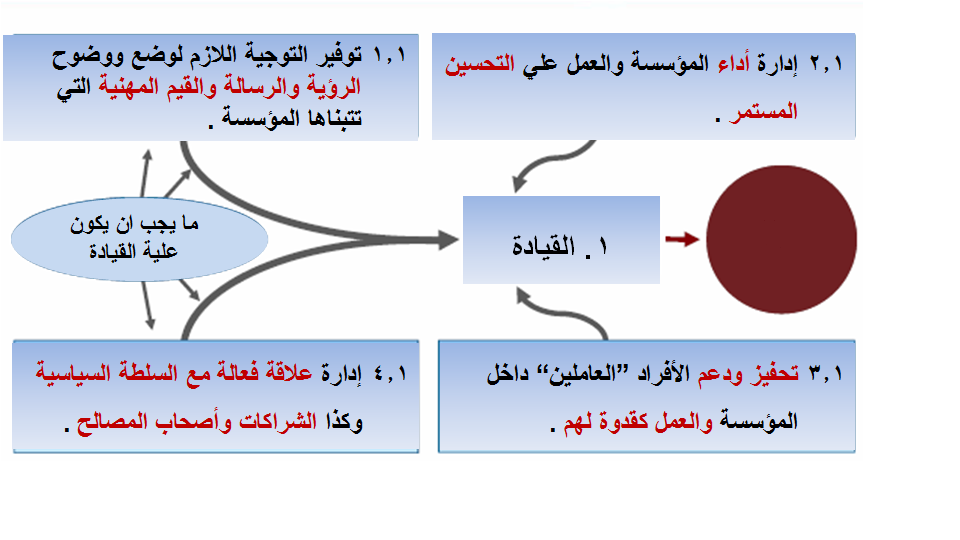 ١,١ توفير التوجية اللازم لوضع ووضوح
الرؤية والرسالة والقيم المهنية التي
تتبناها المؤسسة .
٢,١ إدارة أداء المؤسسة والعمل علي التحسين
المستمر .
ما يجب ان يكون
علية القيادة
١ . القيادة
٣,١ تحفيز ودعم الأفراد ”العاملين“ داخل
المؤسسة والعمل كقدوة لهم .
٤,١ إدارة علاقة فعالة مع السلطة السياسية
وكذا الشراكات وأصحاب المصالح .